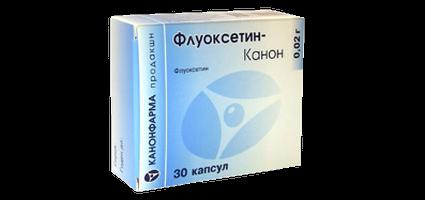 Флуоксетин-
Канон
0,02 г
Флуоксетин
КАНОНФАРМА
продакшн
30 капсул